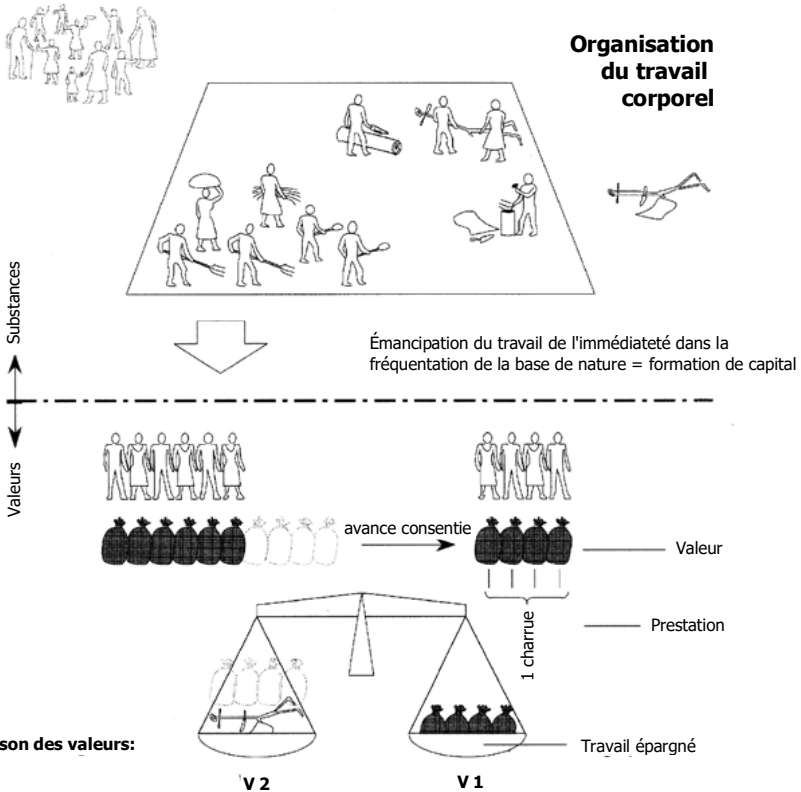 Organisation
du travail
corporel
Substances
Émancipation du travail de l'immédiateté dans la
fréquentation de la base de nature = formation de capital
Valeurs
avance consentie
Valeur
1 charrue
Prestation
son des valeurs:
Travail épargné
V 2
V 1